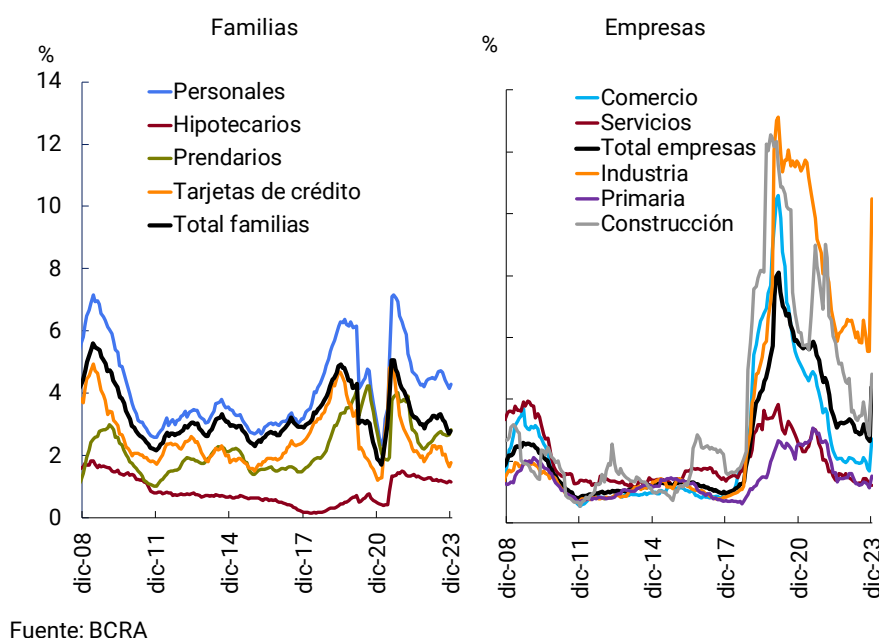 Familias
%
14
12
10
8
6
4
2
0
Personales
Hipotecarios
Prendarios
Tarjetas de crédito
Total familias
dic-08
dic-11
dic-14
dic-17
dic-20
dic-23
Empresas
%
Comercio
Servicios
Total empresas
Industria
Primaria
Construcción
dic-08
dic-11
dic-14
dic-17
dic-20
dic-23
Fuente: BCRA